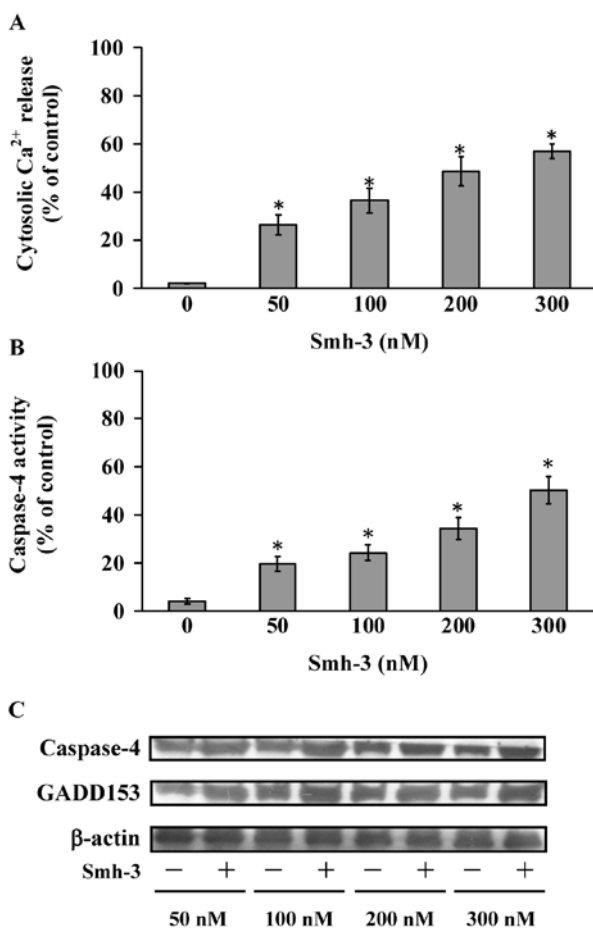 A
Cytosolic Ca²⁺ release
(% of control)
100
80
60
40
20
0
*
*
*
*
0 50 100 200 300
Smh-3 (nM)
B
Caspase-4 activity
(% of control)
100
80
60
40
20
0
*
*
*
*
0 50 100 200 300
Smh-3 (nM)
C
Caspase-4
GADD153
β-actin
Smh-3 − + − + − + − +
50 nM 100 nM 200 nM 300 nM